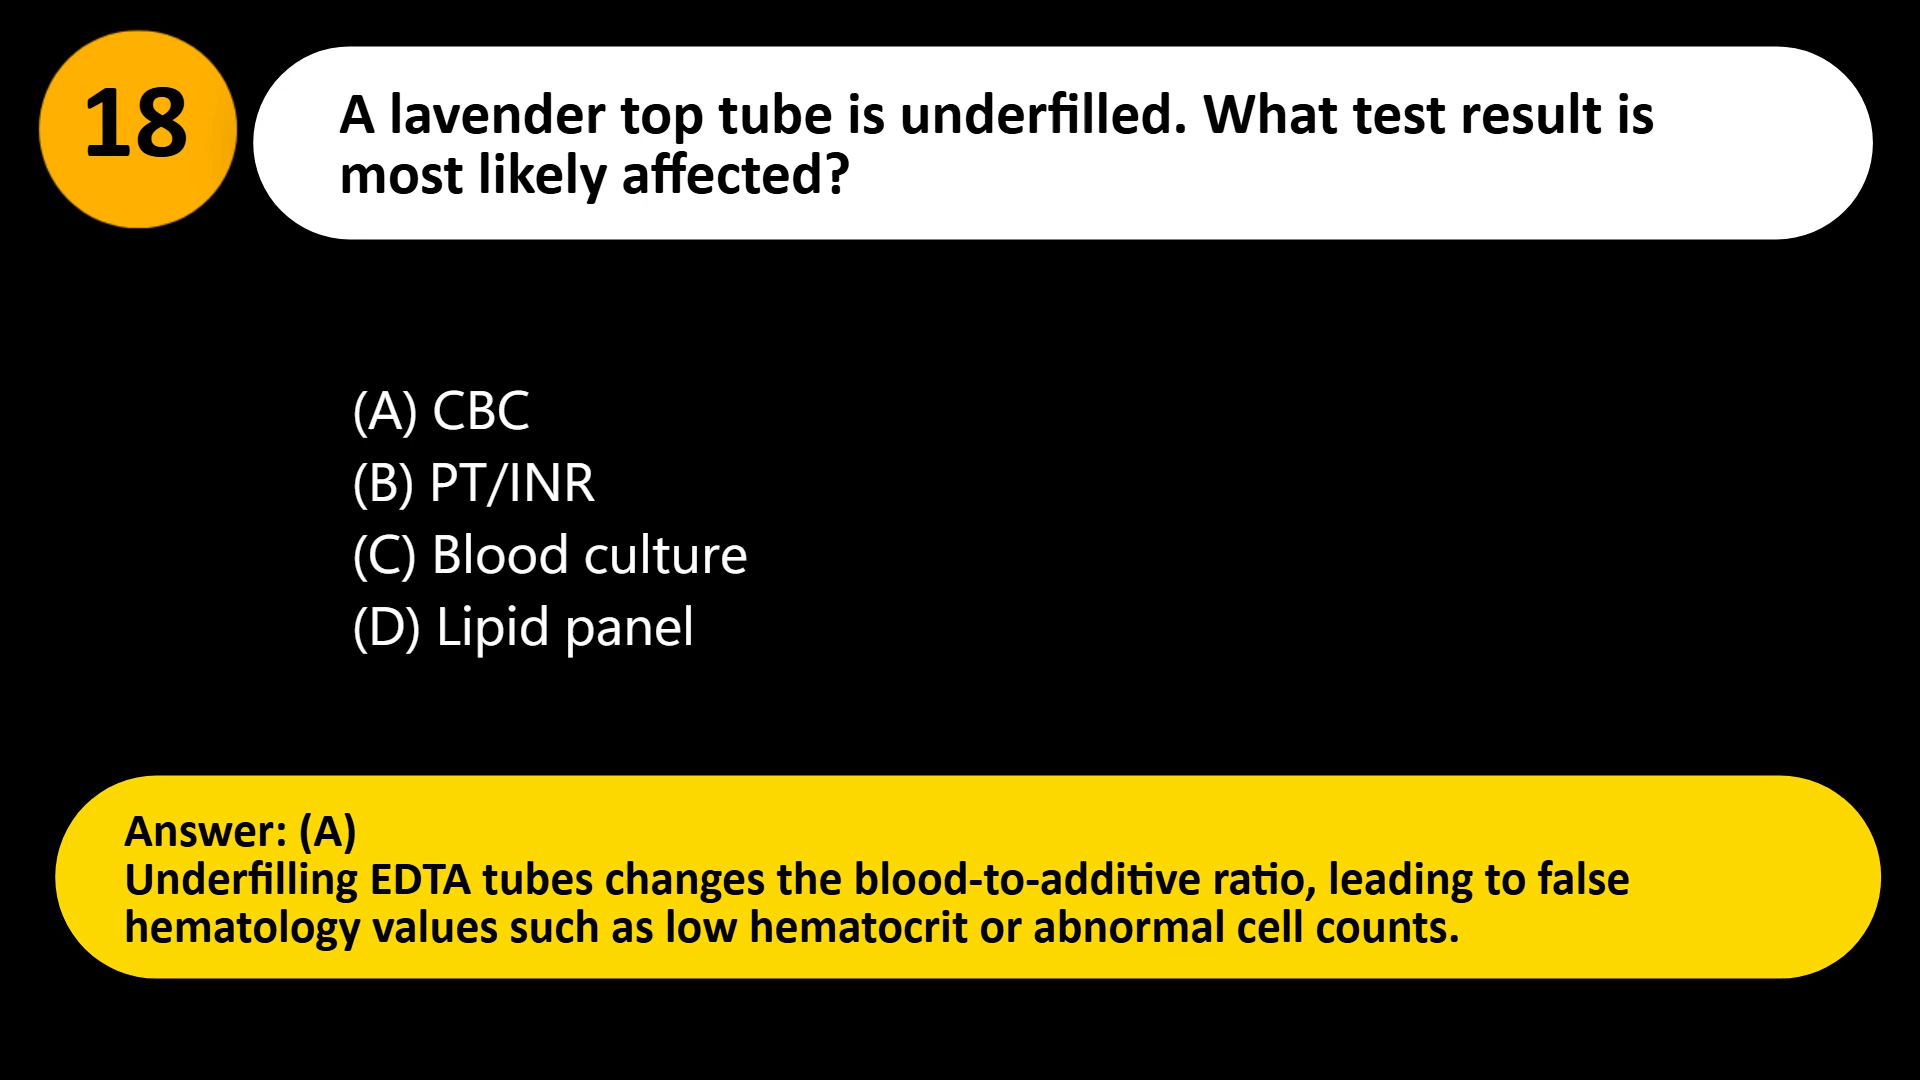 18
A lavender top tube is underfilled. What test result is
most likely affected?
(A) CBC
(B) PT/INR
(C) Blood culture
(D) Lipid panel
Answer: (A)
Underfilling EDTA tubes changes the blood-to-additive ratio, leading to false
hematology values such as low hematocrit or abnormal cell counts.